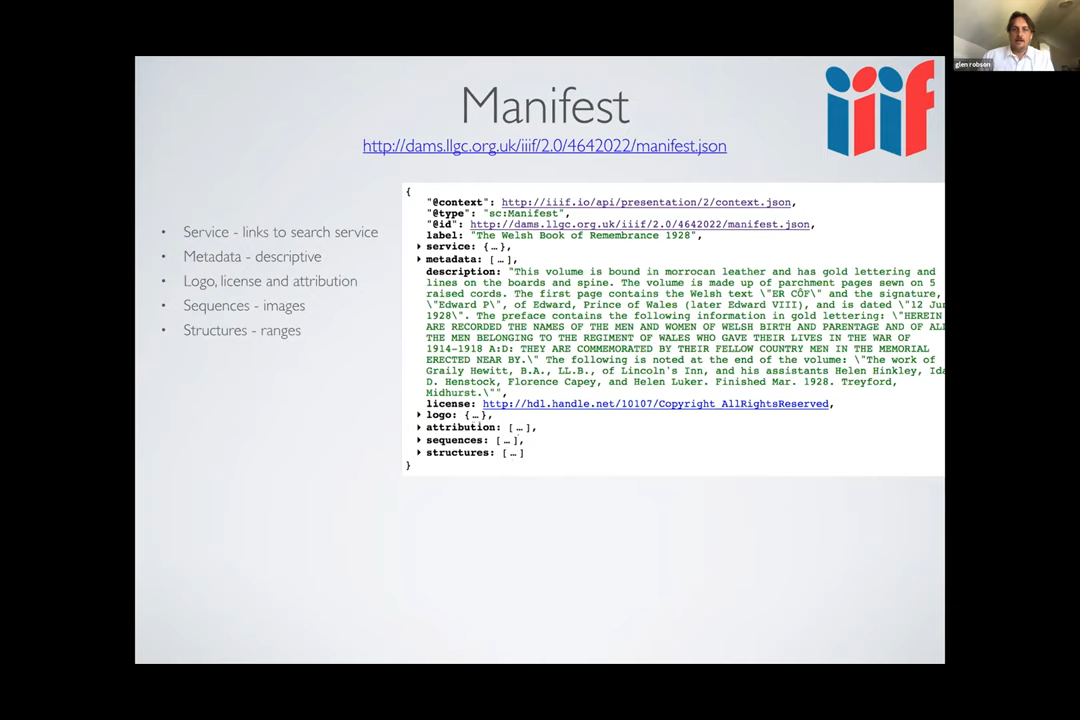 glen robson
iiif
Manifest
http://dams.llgc.org.uk/iiif/2.0/4642022/manifest.json
• Service - links to search service
• Metadata - descriptive
• Logo, license and attribution
• Sequences - images
• Structures - ranges
{
"@context": http://iiif.io/api/presentation/2/context.json,
"@type": "sc:Manifest",
"@id": http://dams.llgc.org.uk/iiif/2.0/4642022/manifest.json,
label: "The Welsh Book of Remembrance 1928",
service: {…},
metadata: […],
description: "This volume is bound in morrocan leather and has gold lettering and
lines on the boards and spine. The volume is made up of parchment pages sewn on 5
raised cords. The first page contains the Welsh text \"ER CÔF\" and the signature,
\"Edward P\", of Edward, Prince of Wales (later Edward VIII), and is dated \"12 Jun
1928\". The preface contains the following information in gold lettering: \"HEREIN
ARE RECORDED THE NAMES OF THE MEN AND WOMEN OF WELSH BIRTH AND PARENTAGE AND OF ALL
THE MEN BELONGING TO THE REGIMENT OF WALES WHO GAVE THEIR LIVES IN THE WAR OF
1914-1918 A:D: THEY ARE COMMEMORATED BY THEIR FELLOW COUNTRY MEN IN THE MEMORIAL
ERECTED NEAR BY.\" The following is noted at the end of the volume: \"The work of
Graily Hewitt, B.A., LL.B., of Lincoln's Inn, and his assistants Helen Hinkley, Ida
D. Henstock, Florence Capey, and Helen Luker. Finished Mar. 1928. Treyford,
Midhurst.\"",
license: http://hdl.handle.net/10107/Copyright_AllRightsReserved,
logo: {…},
attribution: […],
sequences: […],
structures: […]
}